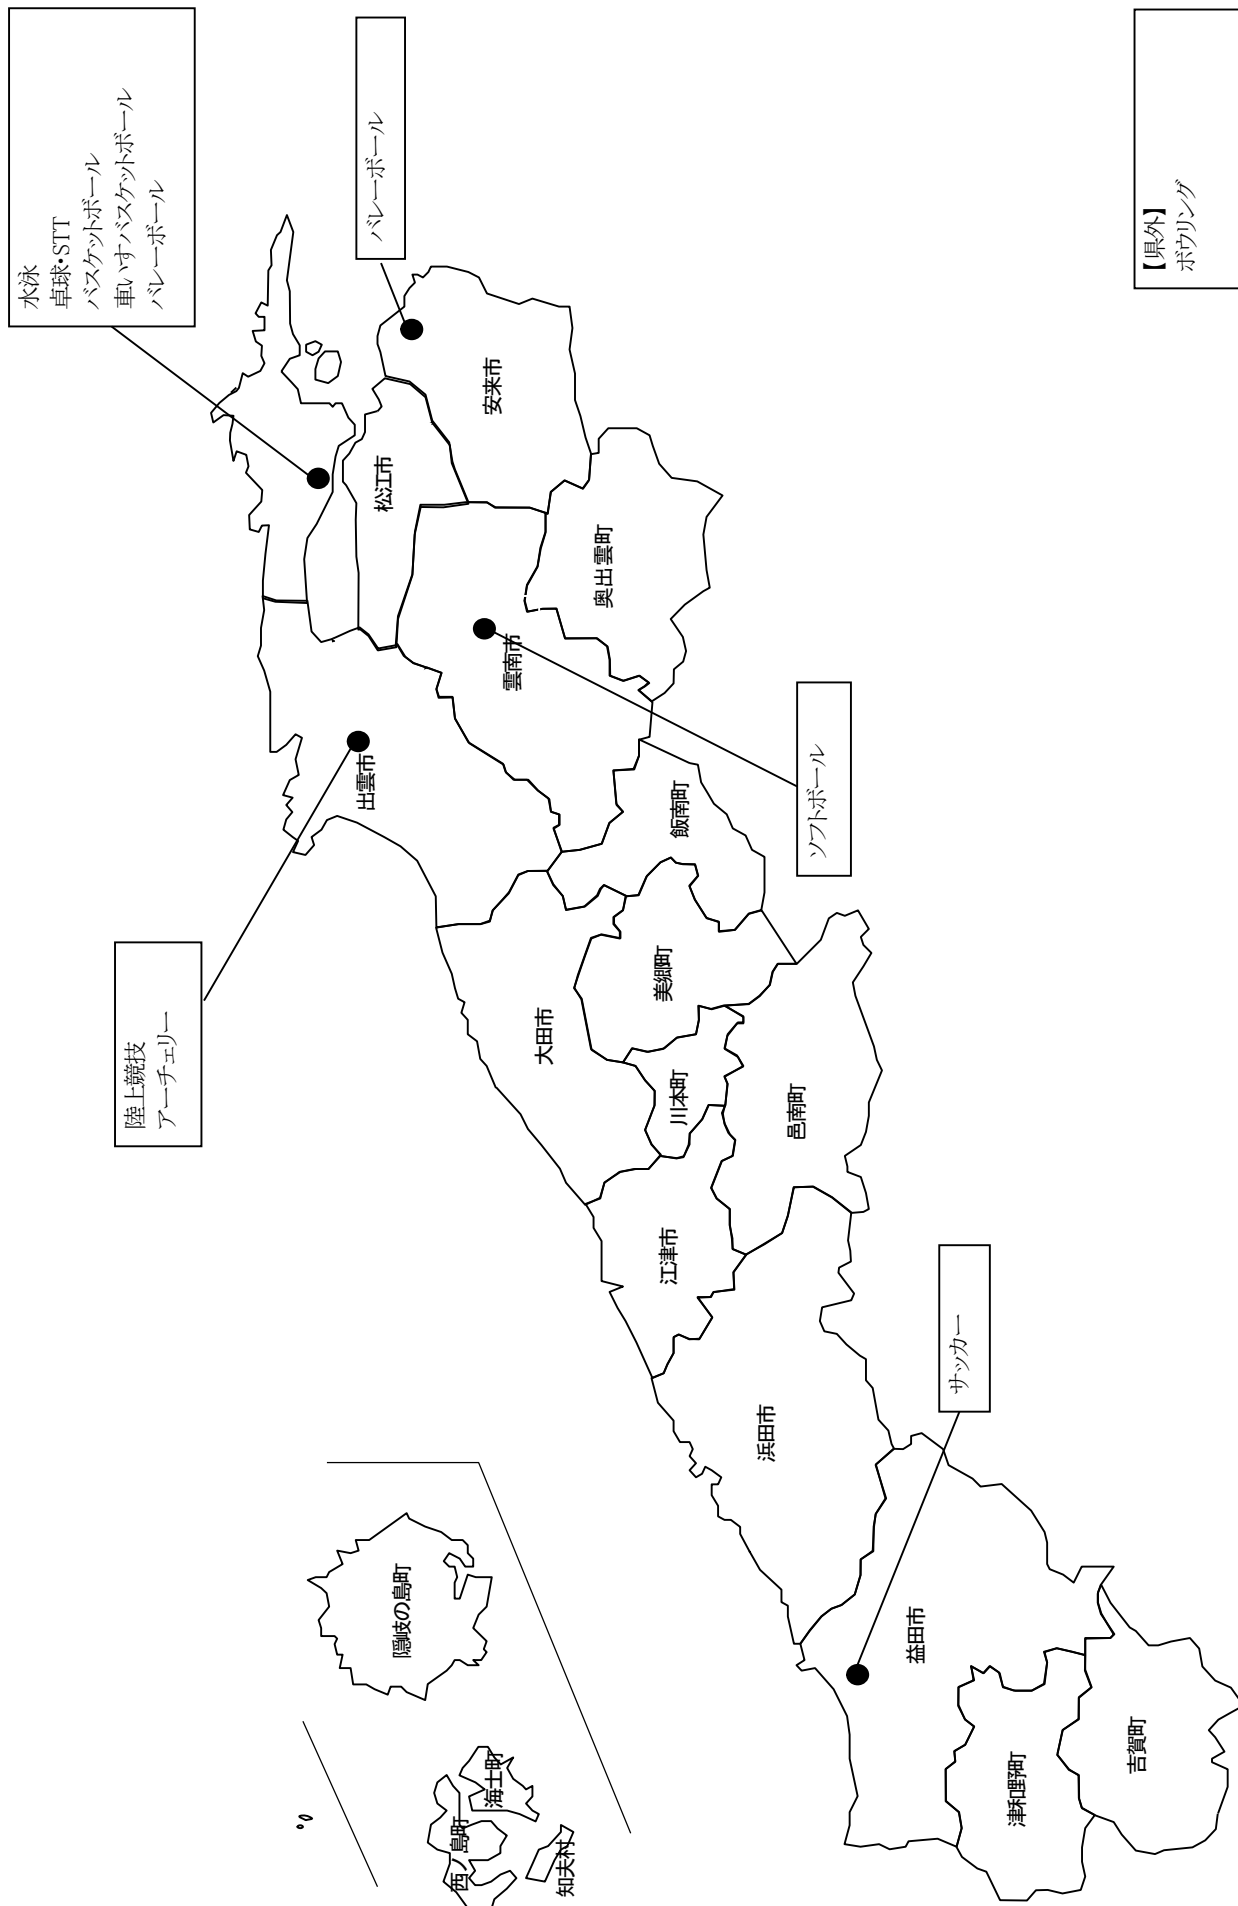 水泳
卓球・STT
バスケットボール
車いすバスケットボール
バレーボール
バレーボール
【県外】
ボウリング
陸上競技
アーチェリー
ソフトボール
サッカー
松江市
安来市
奥出雲町
雲南市
出雲市
飯南町
美郷町
大田市
川本町
邑南町
江津市
浜田市
益田市
津和野町
吉賀町
隠岐の島町
海士町
西ノ島町
知夫村